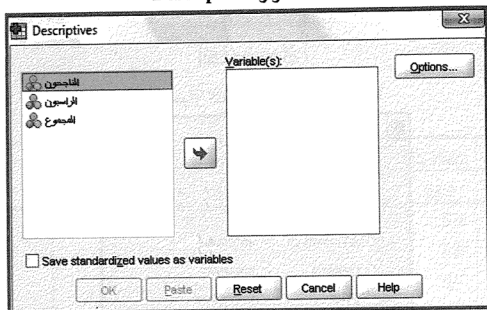 Descriptives
Variable(s):
Options...
الناجحون
الراسبون
المجموع
Save standardized values as variables
OK
Paste
Reset
Cancel
Help